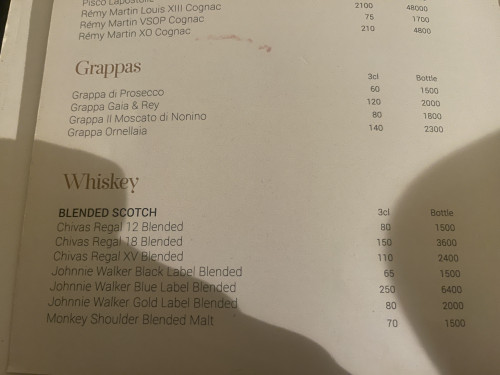 Pisco Lapostolle
Rémy Martin Louis XIII Cognac 2100 48000
Rémy Martin VSOP Cognac 75 1700
Rémy Martin XO Cognac 210 4800
Grappas
3cl Bottle
Grappa di Prosecco 60 1500
Grappa Gaia & Rey 120 2000
Grappa Il Moscato di Nonino 80 1800
Grappa Ornellaia 140 2300
Whiskey
BLENDED SCOTCH 3cl Bottle
Chivas Regal 12 Blended 80 1500
Chivas Regal 18 Blended 150 3600
Chivas Regal XV Blended 110 2400
Johnnie Walker Black Label Blended 65 1500
Johnnie Walker Blue Label Blended 250 6400
Johnnie Walker Gold Label Blended 80 2000
Monkey Shoulder Blended Malt 70 1500